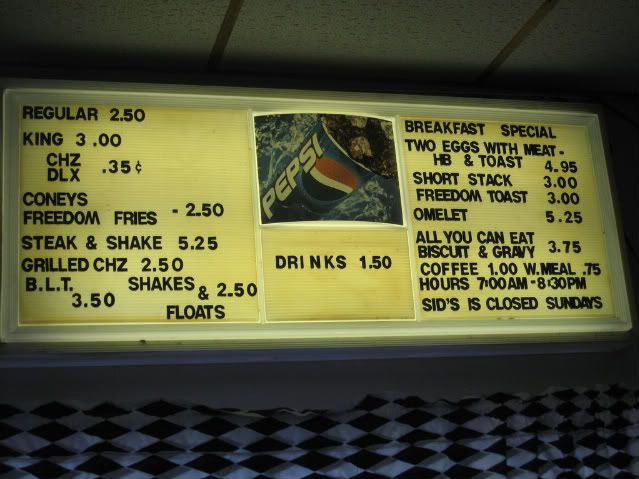 REGULAR 2.50
KING 3.00
CHZ
DLX .35¢
CONEYS
FREEDOM FRIES - 2.50
STEAK & SHAKE 5.25
GRILLED CHZ 2.50
B.L.T. 3.50
SHAKES & 2.50
FLOATS
PEPSI
DRINKS 1.50
BREAKFAST SPECIAL
TWO EGGS WITH MEAT-
HB & TOAST 4.95
SHORT STACK 3.00
FREEDOM TOAST 3.00
OMELET 5.25
ALL YOU CAN EAT
BISCUIT & GRAVY 3.75
COFFEE 1.00 W.MEAL .75
HOURS 7:00AM-8:30PM
SID'S IS CLOSED SUNDAYS